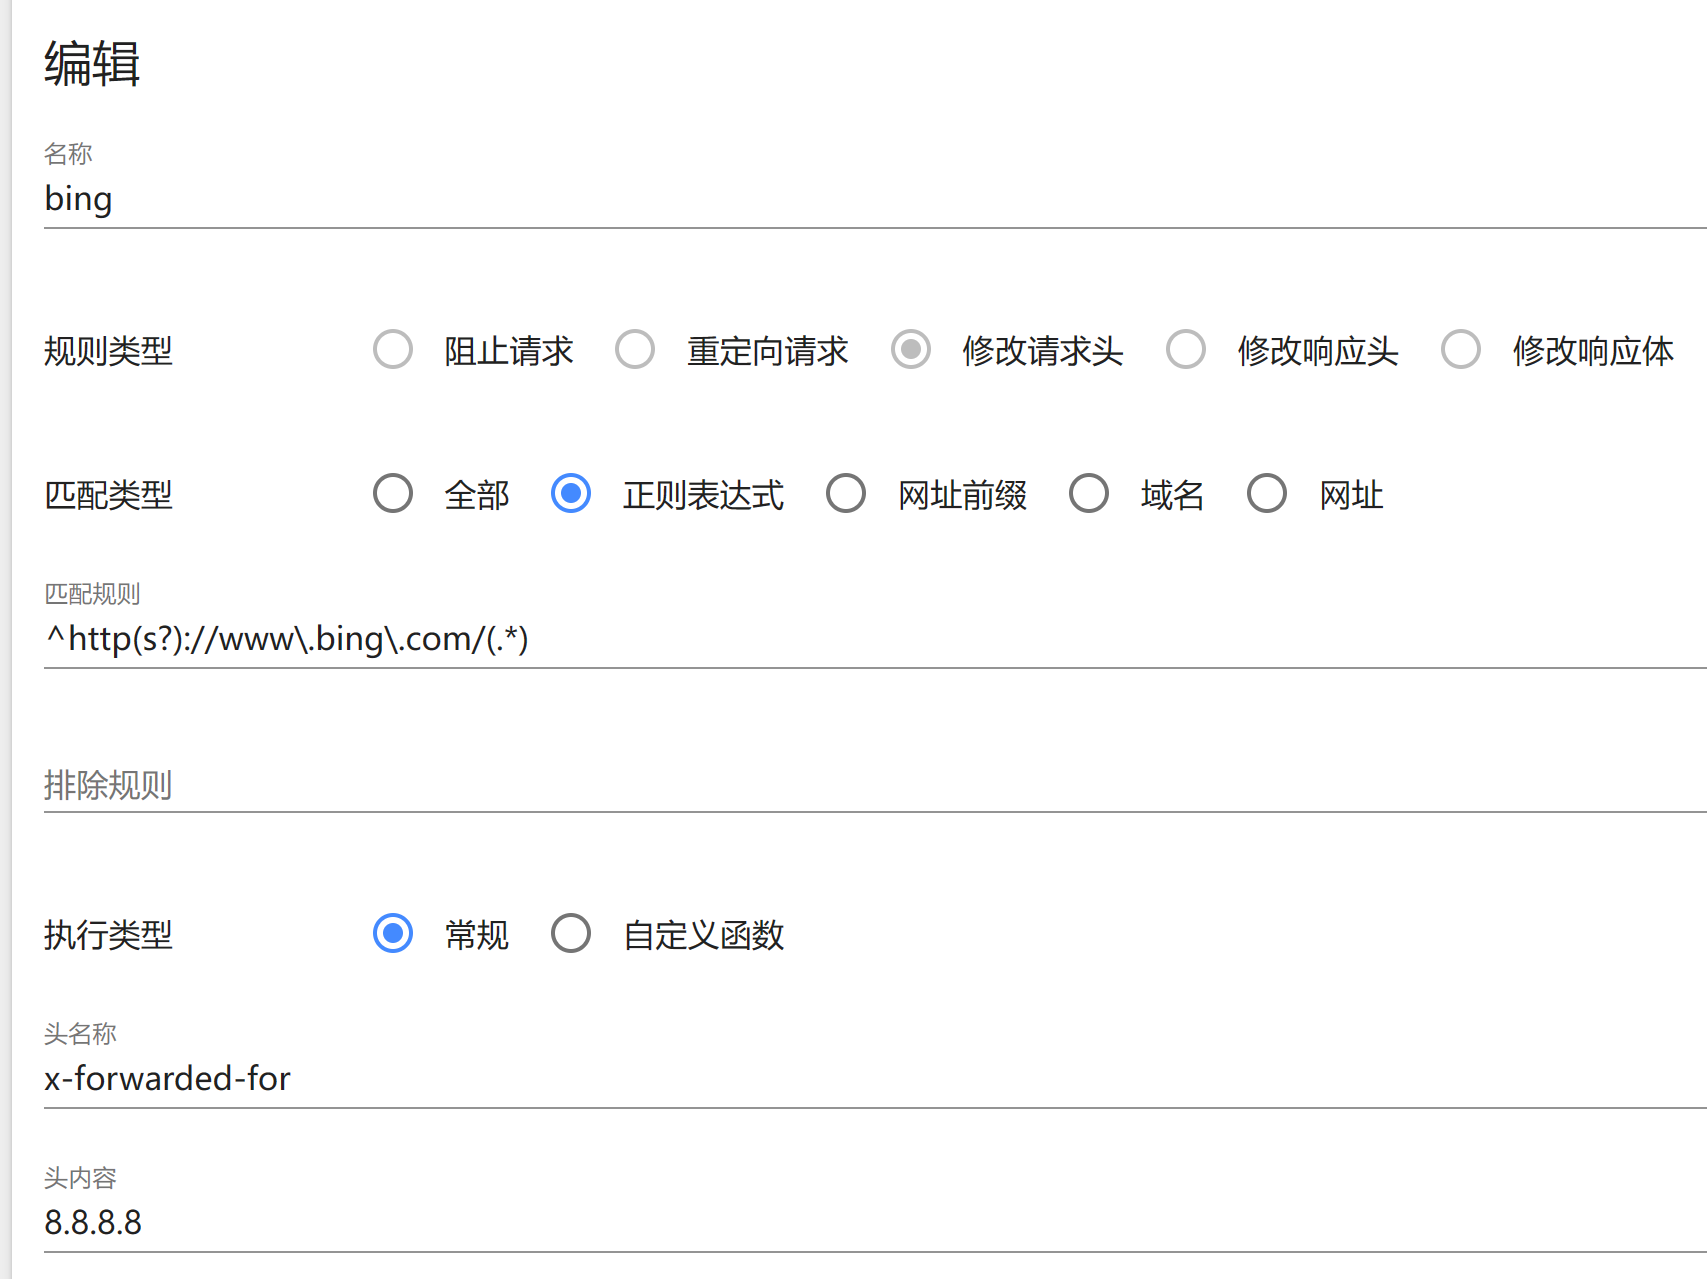 编辑
名称
bing
规则类型 阻止请求 重定向请求 修改请求头 修改响应头 修改响应体
匹配类型 全部 正则表达式 网址前缀 域名 网址
匹配规则
^http(s?)://www\.bing\.com/(.*)
排除规则
执行类型 常规 自定义函数
头名称
x-forwarded-for
头内容
8.8.8.8